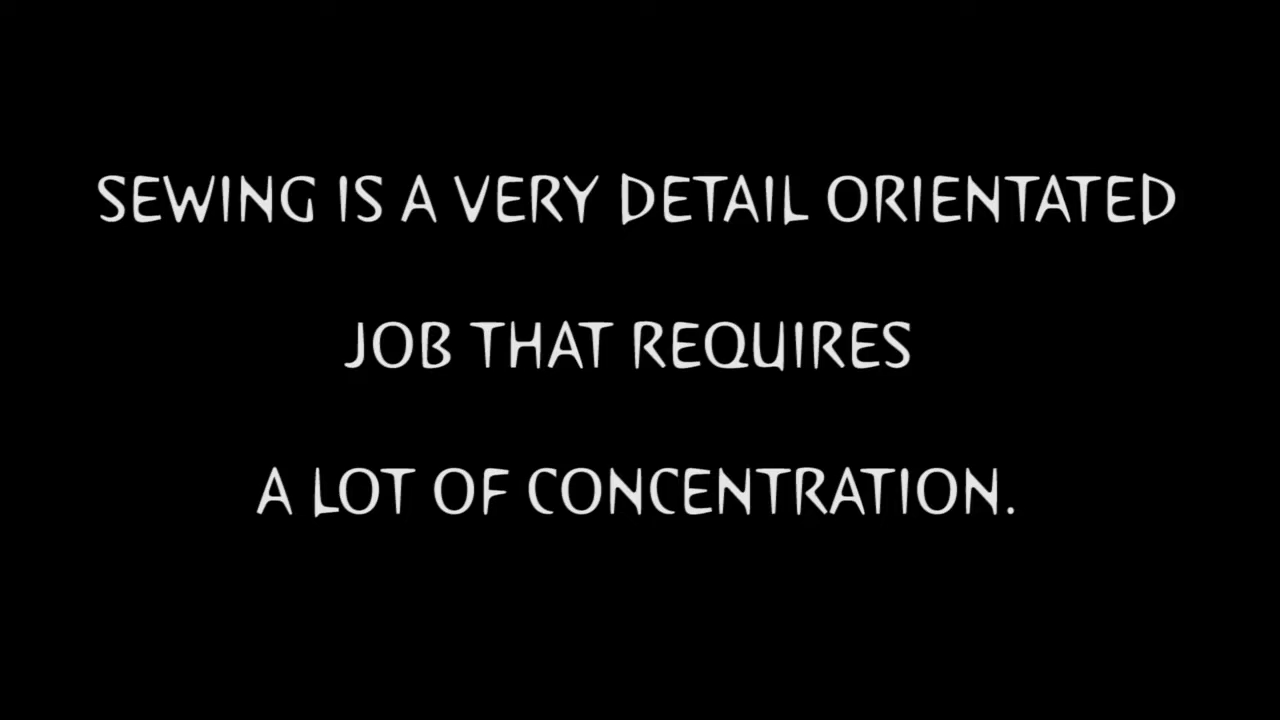 SEWING IS A VERY DETAIL ORIENTATED
JOB THAT REQUIRES
A LOT OF CONCENTRATION.